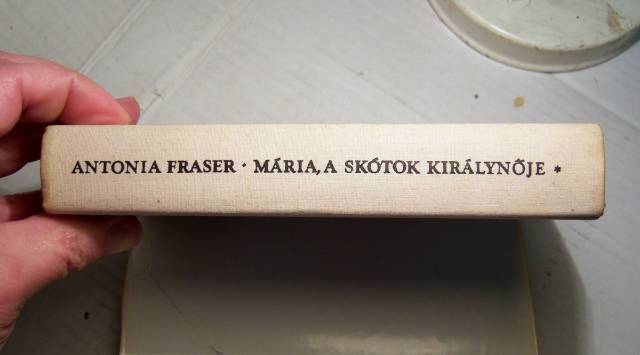 ANTONIA FRASER · MÁRIA, A SKÓTOK KIRÁLYNŐJE *